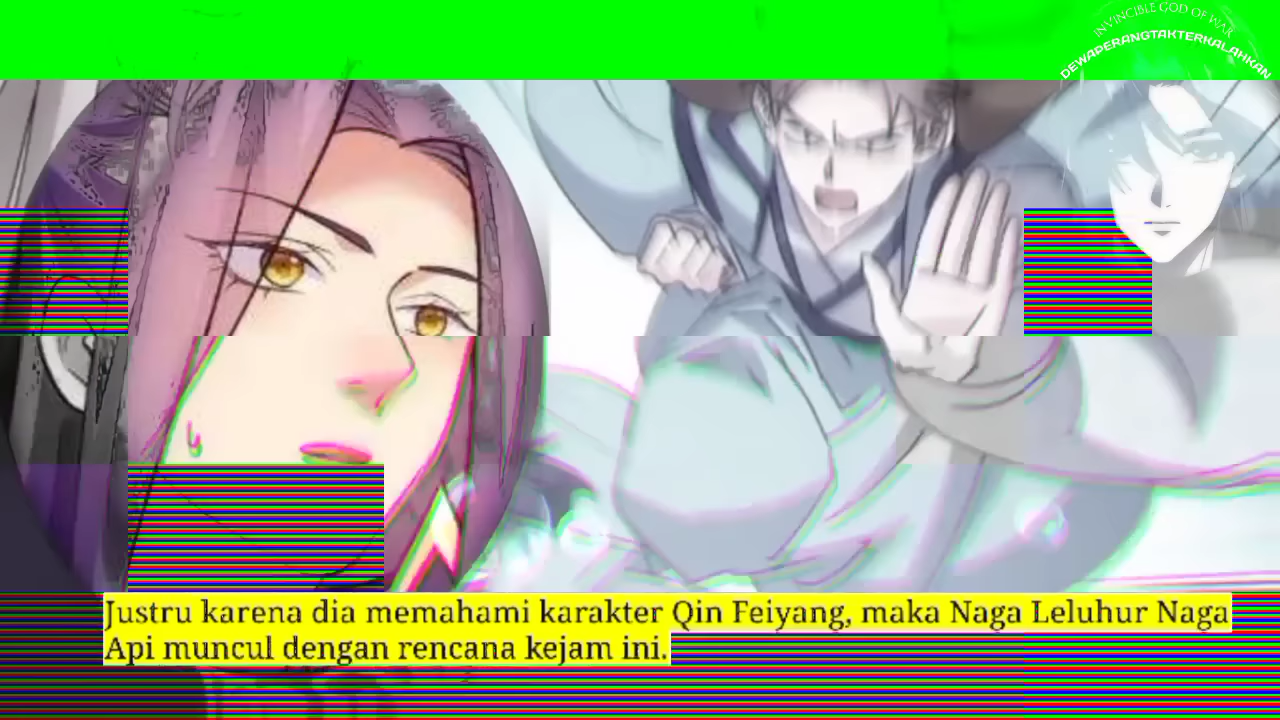 INVINCIBLE GOD OF WAR
DEWAPERANGTAKTERKALAHKAN
Justru karena dia memahami karakter Qin Feiyang, maka Naga Leluhur Naga
Api muncul dengan rencana kejam ini.